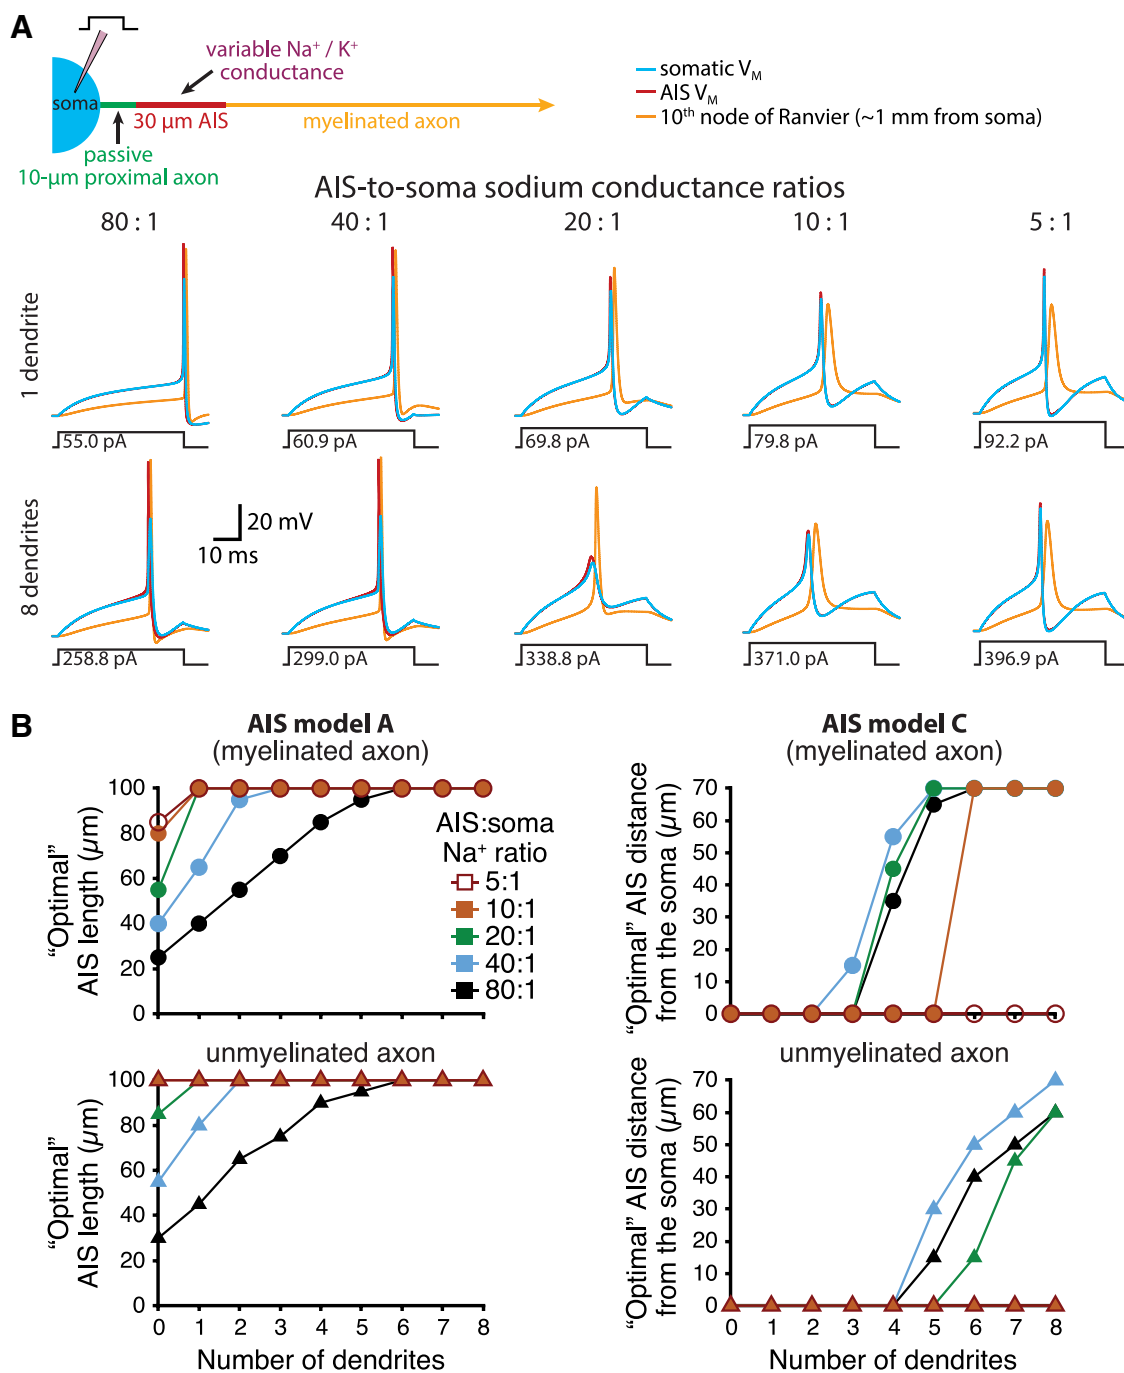 A
variable Na⁺ / K⁺
conductance
soma
30 µm AIS
myelinated axon
passive
10-µm proximal axon
somatic V_M
AIS V_M
10th node of Ranvier (~1 mm from soma)
AIS-to-soma sodium conductance ratios
80 : 1
40 : 1
20 : 1
10 : 1
5 : 1
1 dendrite
55.0 pA
60.9 pA
69.8 pA
79.8 pA
92.2 pA
8 dendrites
20 mV
10 ms
258.8 pA
299.0 pA
338.8 pA
371.0 pA
396.9 pA
B
AIS model A
(myelinated axon)
"Optimal"
AIS length (µm)
100
80
60
40
20
0
AIS:soma
Na⁺ ratio
5:1
10:1
20:1
40:1
80:1
unmyelinated axon
"Optimal"
AIS length (µm)
100
80
60
40
20
0
0 1 2 3 4 5 6 7 8
Number of dendrites
AIS model C
(myelinated axon)
"Optimal" AIS distance
from the soma (µm)
70
60
50
40
30
20
10
0
unmyelinated axon
"Optimal" AIS distance
from the soma (µm)
70
60
50
40
30
20
10
0
0 1 2 3 4 5 6 7 8
Number of dendrites